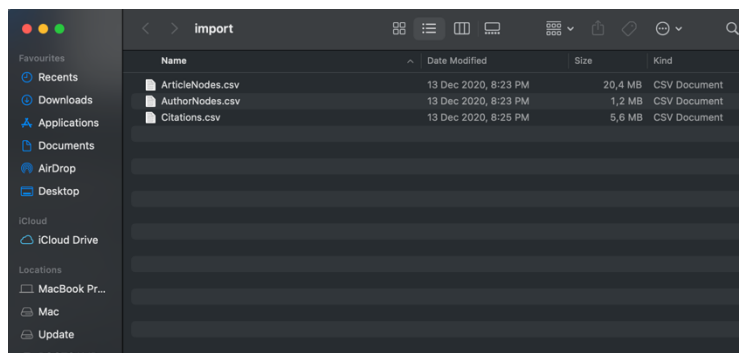 import
Favourites
Recents
Downloads
Applications
Documents
AirDrop
Desktop
iCloud
iCloud Drive
Locations
MacBook Pr...
Mac
Update
Name Date Modified Size Kind
ArticleNodes.csv 13 Dec 2020, 8:23 PM 20,4 MB CSV Document
AuthorNodes.csv 13 Dec 2020, 8:23 PM 1,2 MB CSV Document
Citations.csv 13 Dec 2020, 8:25 PM 5,6 MB CSV Document